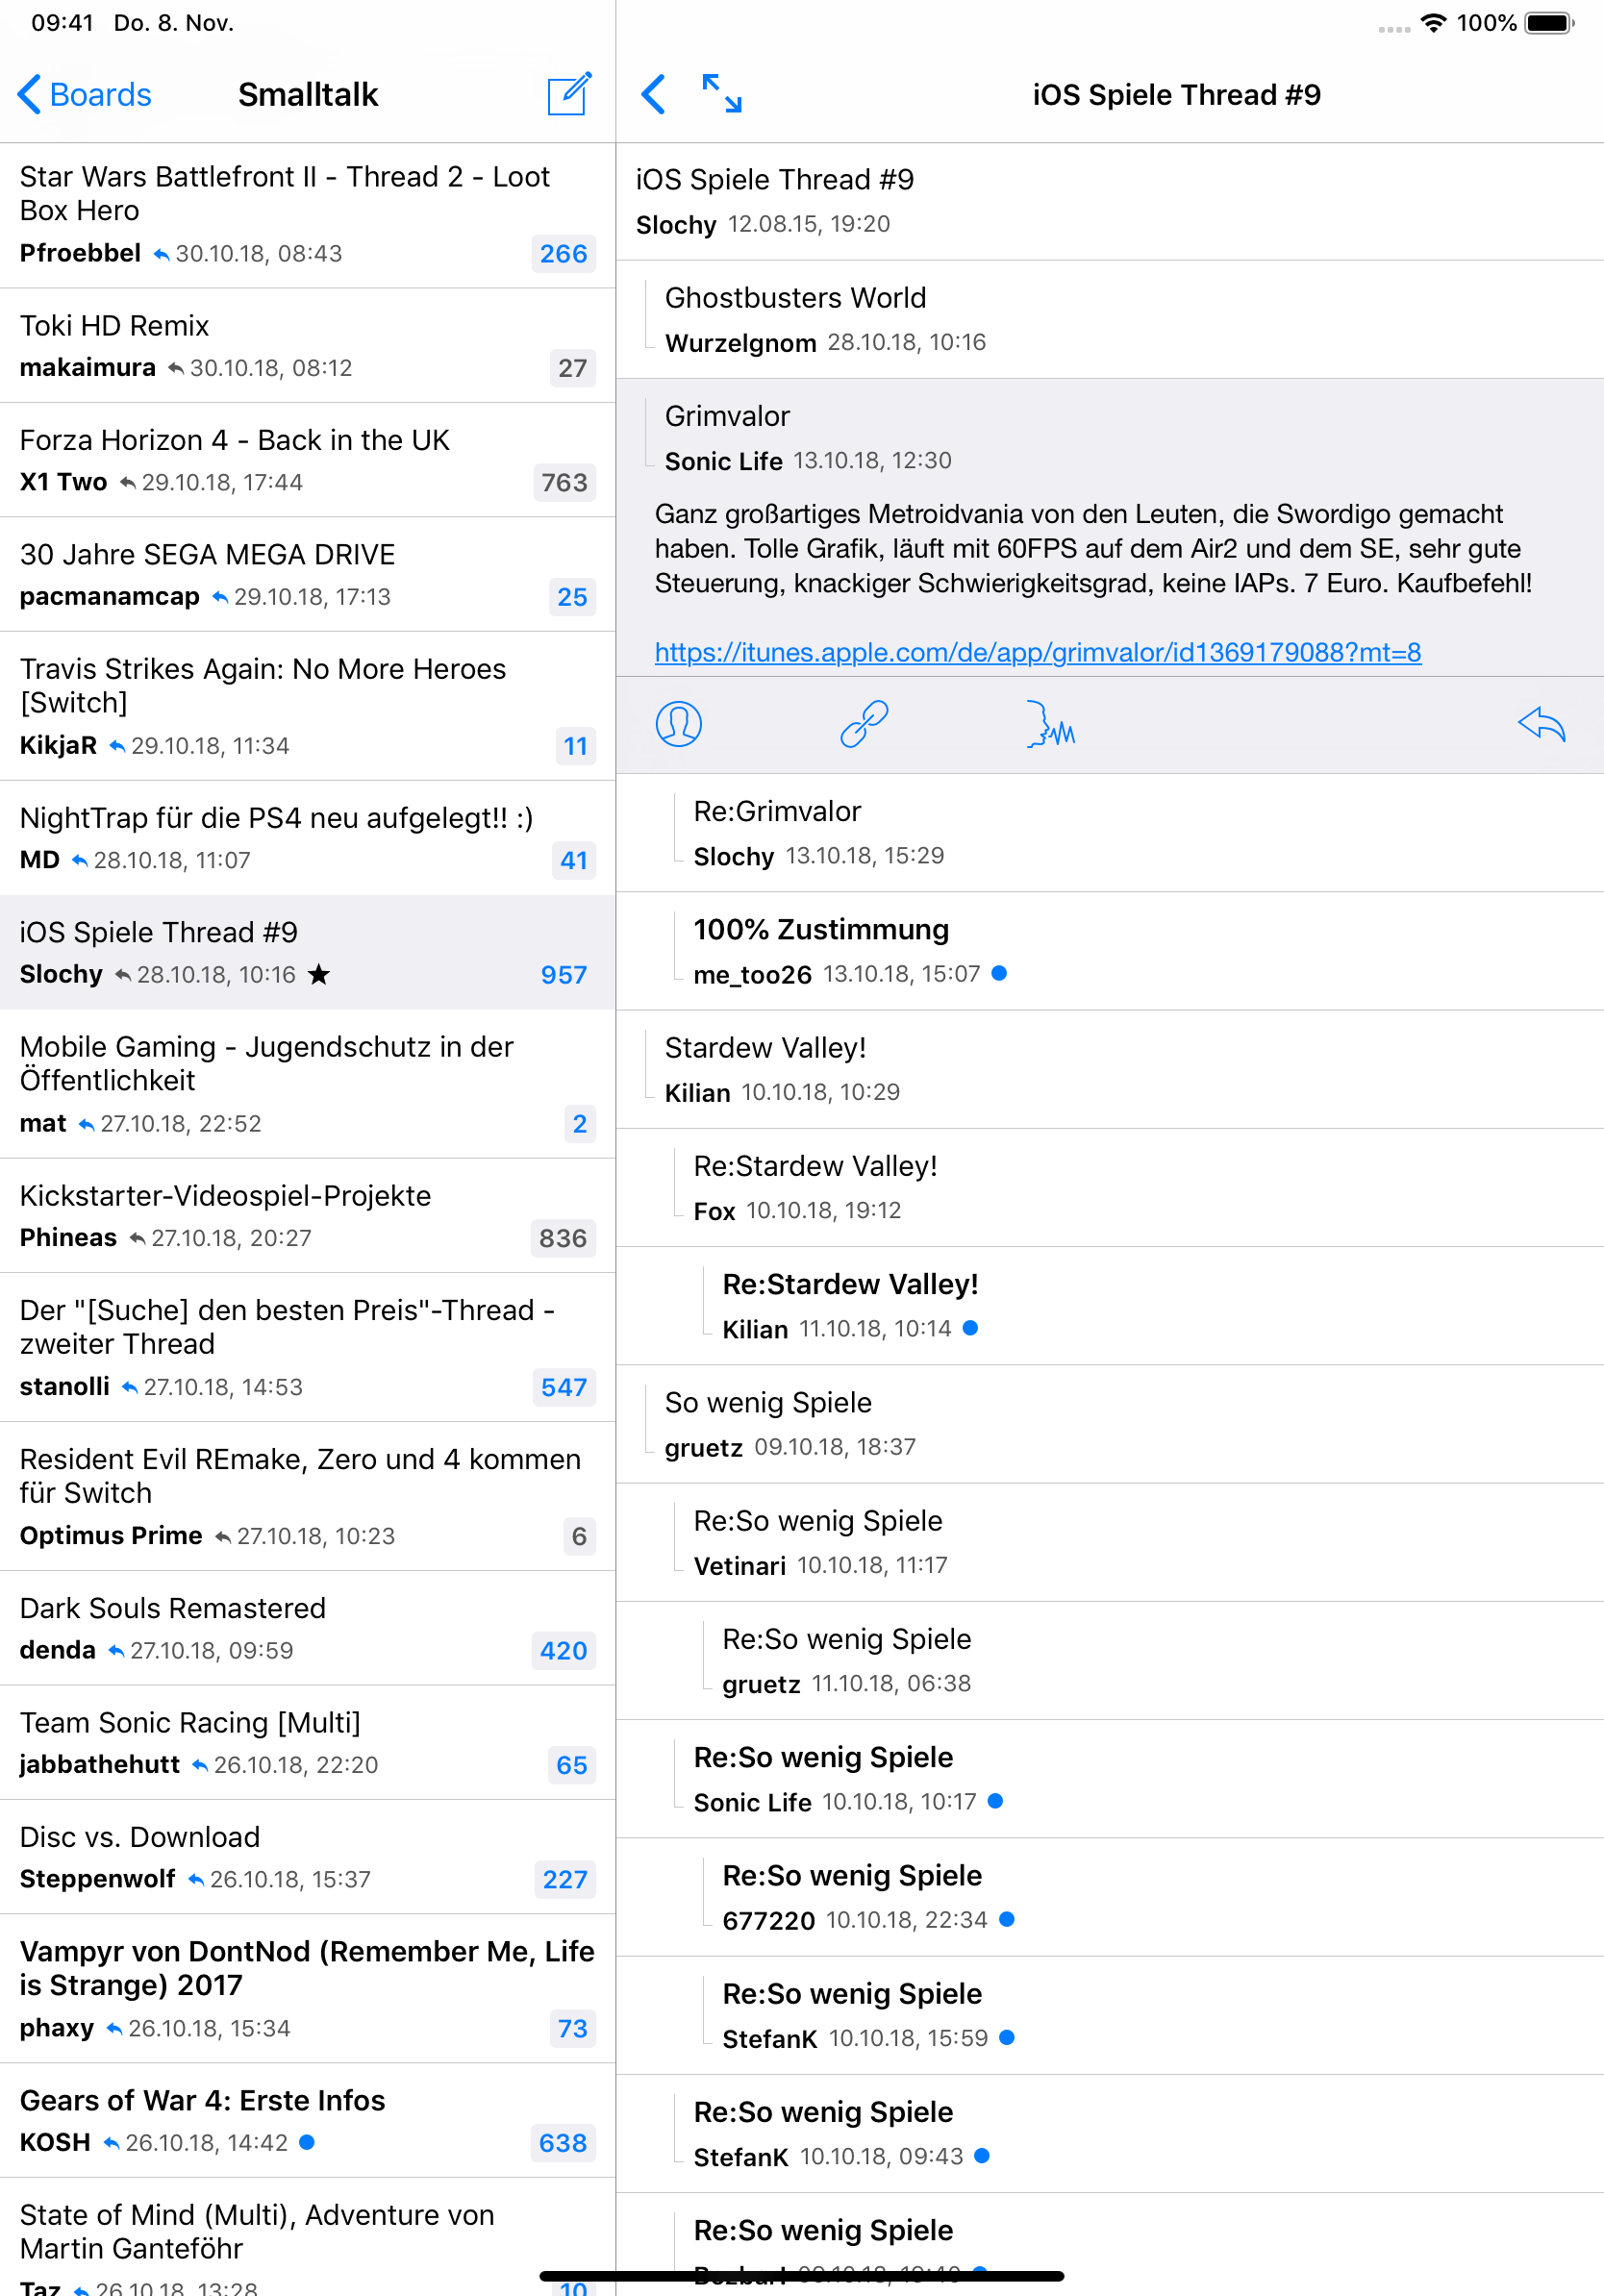 09:41 Do. 8. Nov.
100%
Boards
Smalltalk
Star Wars Battlefront II - Thread 2 - Loot
Box Hero
Pfroebbel 30.10.18, 08:43
266
Toki HD Remix
makaimura 30.10.18, 08:12
27
Forza Horizon 4 - Back in the UK
X1 Two 29.10.18, 17:44
763
30 Jahre SEGA MEGA DRIVE
pacmanamcap 29.10.18, 17:13
25
Travis Strikes Again: No More Heroes
[Switch]
KikjaR 29.10.18, 11:34
11
NightTrap für die PS4 neu aufgelegt!! :)
MD 28.10.18, 11:07
41
iOS Spiele Thread #9
Slochy 28.10.18, 10:16 ★
957
Mobile Gaming - Jugendschutz in der
Öffentlichkeit
mat 27.10.18, 22:52
2
Kickstarter-Videospiel-Projekte
Phineas 27.10.18, 20:27
836
Der "[Suche] den besten Preis"-Thread -
zweiter Thread
stanolli 27.10.18, 14:53
547
Resident Evil REmake, Zero und 4 kommen
für Switch
Optimus Prime 27.10.18, 10:23
6
Dark Souls Remastered
denda 27.10.18, 09:59
420
Team Sonic Racing [Multi]
jabbathehutt 26.10.18, 22:20
65
Disc vs. Download
Steppenwolf 26.10.18, 15:37
227
Vampyr von DontNod (Remember Me, Life
is Strange) 2017
phaxy 26.10.18, 15:34
73
Gears of War 4: Erste Infos
KOSH 26.10.18, 14:42
638
State of Mind (Multi), Adventure von
Martin Ganteföhr
Taz 26.10.18, 13:28
10
iOS Spiele Thread #9
iOS Spiele Thread #9
Slochy 12.08.15, 19:20
Ghostbusters World
Wurzelgnom 28.10.18, 10:16
Grimvalor
Sonic Life 13.10.18, 12:30
Ganz großartiges Metroidvania von den Leuten, die Swordigo gemacht
haben. Tolle Grafik, läuft mit 60FPS auf dem Air2 und dem SE, sehr gute
Steuerung, knackiger Schwierigkeitsgrad, keine IAPs. 7 Euro. Kaufbefehl!
https://itunes.apple.com/de/app/grimvalor/id1369179088?mt=8
Re:Grimvalor
Slochy 13.10.18, 15:29
100% Zustimmung
me_too26 13.10.18, 15:07
Stardew Valley!
Kilian 10.10.18, 10:29
Re:Stardew Valley!
Fox 10.10.18, 19:12
Re:Stardew Valley!
Kilian 11.10.18, 10:14
So wenig Spiele
gruetz 09.10.18, 18:37
Re:So wenig Spiele
Vetinari 10.10.18, 11:17
Re:So wenig Spiele
gruetz 11.10.18, 06:38
Re:So wenig Spiele
Sonic Life 10.10.18, 10:17
Re:So wenig Spiele
677220 10.10.18, 22:34
Re:So wenig Spiele
StefanK 10.10.18, 15:59
Re:So wenig Spiele
StefanK 10.10.18, 09:43
Re:So wenig Spiele